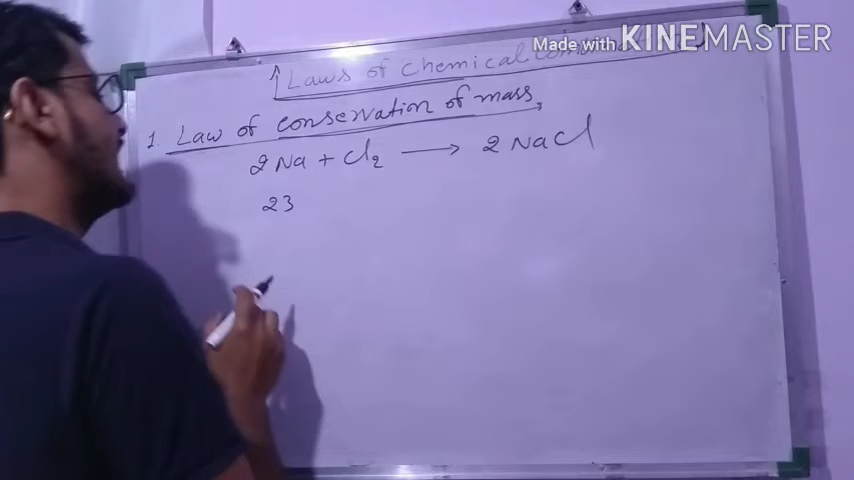 Made with KINEMASTER
Laws of chemical
1. Law of conservation of mass,
2 Na + Cl₂ ⟶ 2 NaCl
23